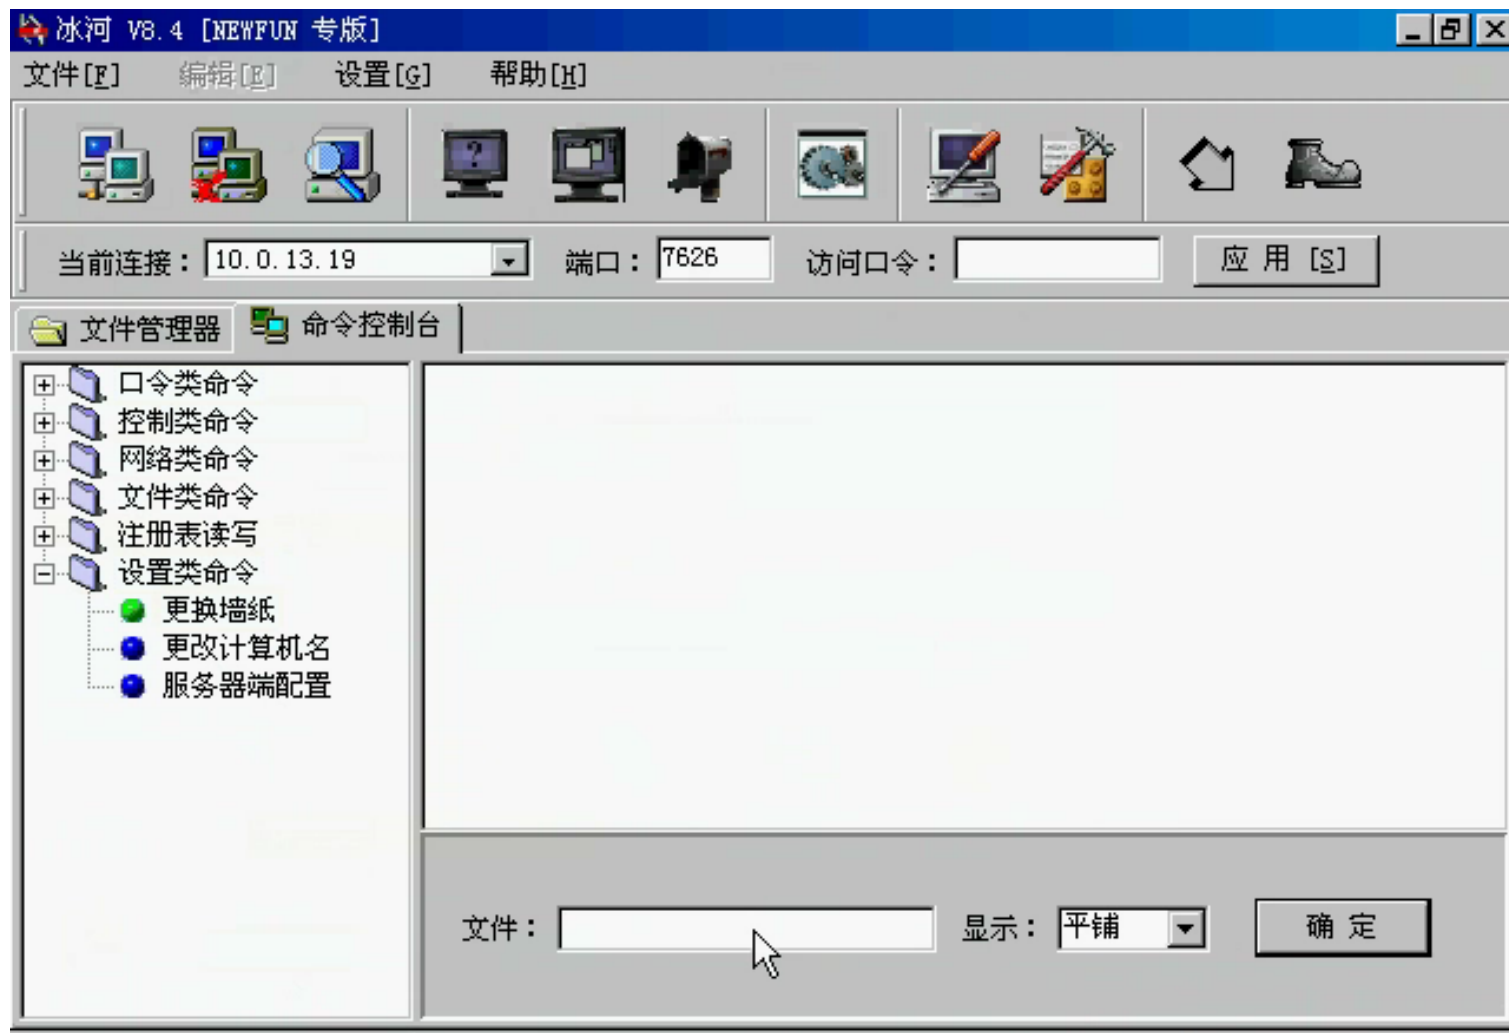 冰河 V8.4 [NEWFUN 专版]
文件[F] 编辑[E] 设置[G] 帮助[H]
?
当前连接： 10.0.13.19 端口： 7626 访问口令： 应 用 [S]
文件管理器 命令控制台
口令类命令
控制类命令
网络类命令
文件类命令
注册表读写
设置类命令
更换墙纸
更改计算机名
服务器端配置
文件： 显示： 平铺 确 定